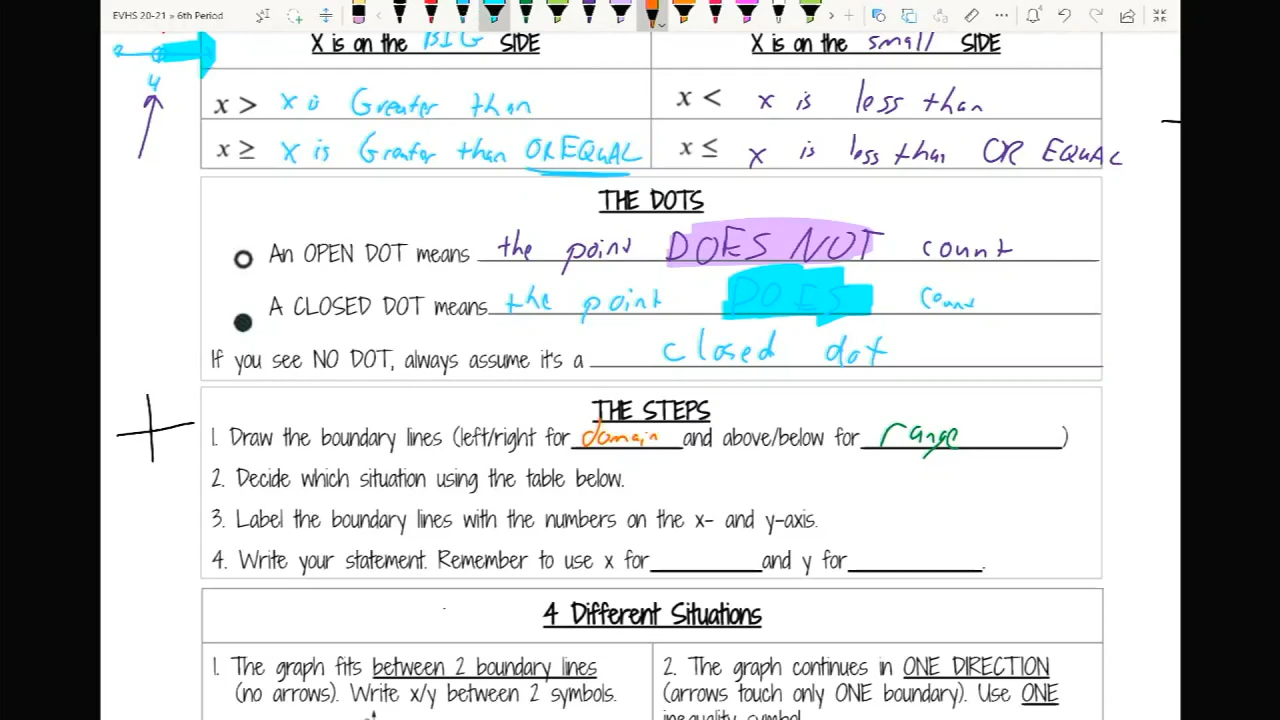 EVHS 20-21 » 6th Period
X is on the BIG SIDE
X is on the small SIDE
4
x > x is Greater than
x < x is less than
x ≥ x is Greater than OR EQUAL
x ≤ x is less than OR EQUAL
THE DOTS
An OPEN DOT means the point DOES NOT count
A CLOSED DOT means the point DOES count
If you see NO DOT, always assume it's a closed dot
THE STEPS
1. Draw the boundary lines (left/right for domain and above/below for range )
2. Decide which situation using the table below.
3. Label the boundary lines with the numbers on the x- and y-axis.
4. Write your statement. Remember to use x for and y for .
4 Different Situations
1. The graph fits between 2 boundary lines
(no arrows). Write x/y between 2 symbols.
2. The graph continues in ONE DIRECTION
(arrows touch only ONE boundary). Use ONE
inequality symbol